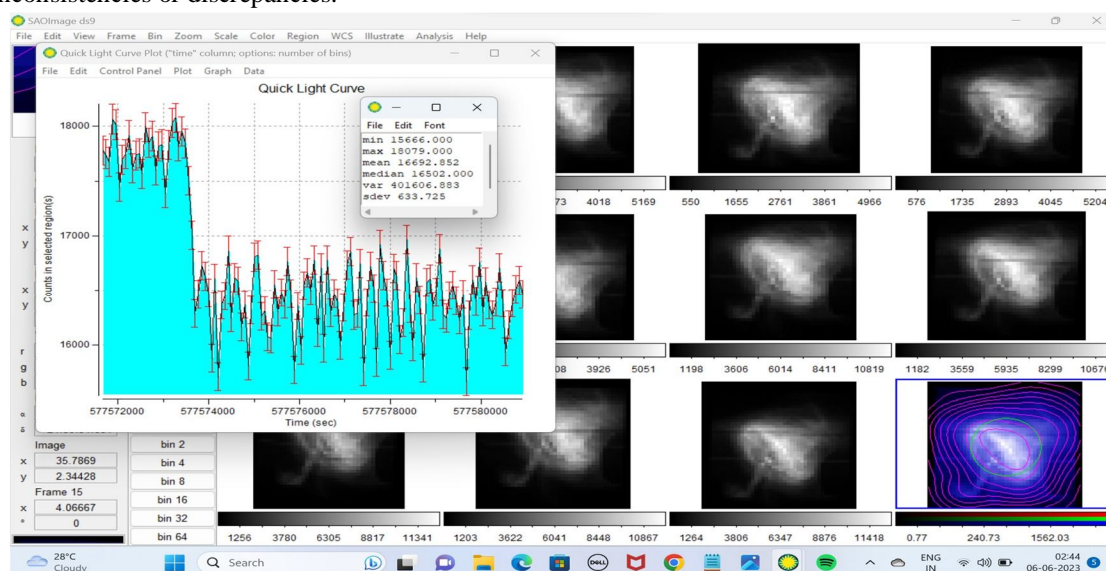 inconsistencies or discrepancies.
SAOImage ds9
File Edit View Frame Bin Zoom Scale Color Region WCS Illustrate Analysis Help
Quick Light Curve Plot ("time" column; options: number of bins)
File Edit Control Panel Plot Graph Data
Quick Light Curve
File Edit Font
min 15666.000
max 18079.000
mean 16692.852
median 16502.000
var 401606.883
sdev 633.725
18000
17000
16000
Counts in selected region(s)
577572000 577574000 577576000 577578000 577580000
Time (sec)
73 4018 5169 550 1655 2761 3861 4966 576 1735 2893 4045 5204
x
y
x
y
r
g
b
08 3926 5051 1198 3606 6014 8411 10819 1182 3559 5935 8299 10670
α
δ
Image
x 35.7869
y 2.34428
Frame 15
x 4.06667
° 0
bin 2
bin 4
bin 8
bin 16
bin 32
bin 64
1256 3780 6305 8817 11341 1203 3622 6041 8448 10867 1264 3806 6347 8876 11418 0.77 240.73 1562.03
28°C
Cloudy
Search
DELL
ENG
IN
02:44
06-06-2023
5